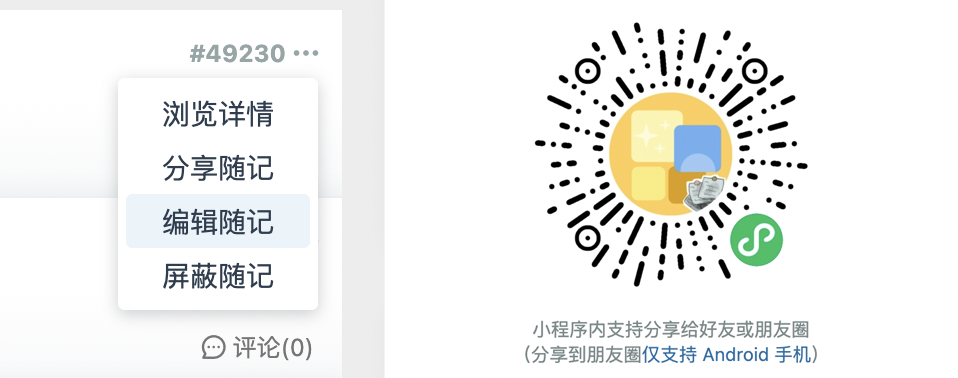 #49230 ···
浏览详情
分享随记
编辑随记
屏蔽随记
评论(0)
小程序内支持分享给好友或朋友圈
(分享到朋友圈仅支持 Android 手机)